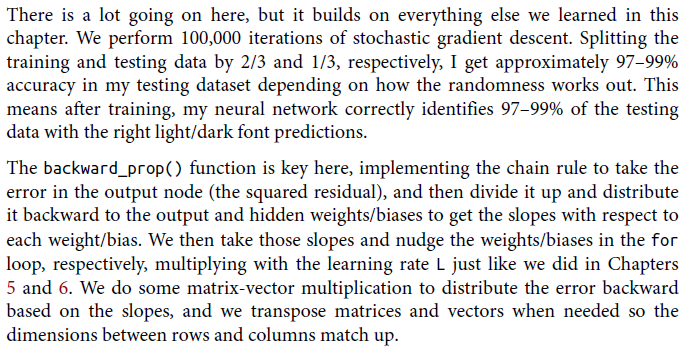 There is a lot going on here, but it builds on everything else we learned in this
chapter. We perform 100,000 iterations of stochastic gradient descent. Splitting the
training and testing data by 2/3 and 1/3, respectively, I get approximately 97–99%
accuracy in my testing dataset depending on how the randomness works out. This
means after training, my neural network correctly identifies 97–99% of the testing
data with the right light/dark font predictions.
The backward_prop() function is key here, implementing the chain rule to take the
error in the output node (the squared residual), and then divide it up and distribute
it backward to the output and hidden weights/biases to get the slopes with respect to
each weight/bias. We then take those slopes and nudge the weights/biases in the for
loop, respectively, multiplying with the learning rate L just like we did in Chapters
5 and 6. We do some matrix-vector multiplication to distribute the error backward
based on the slopes, and we transpose matrices and vectors when needed so the
dimensions between rows and columns match up.